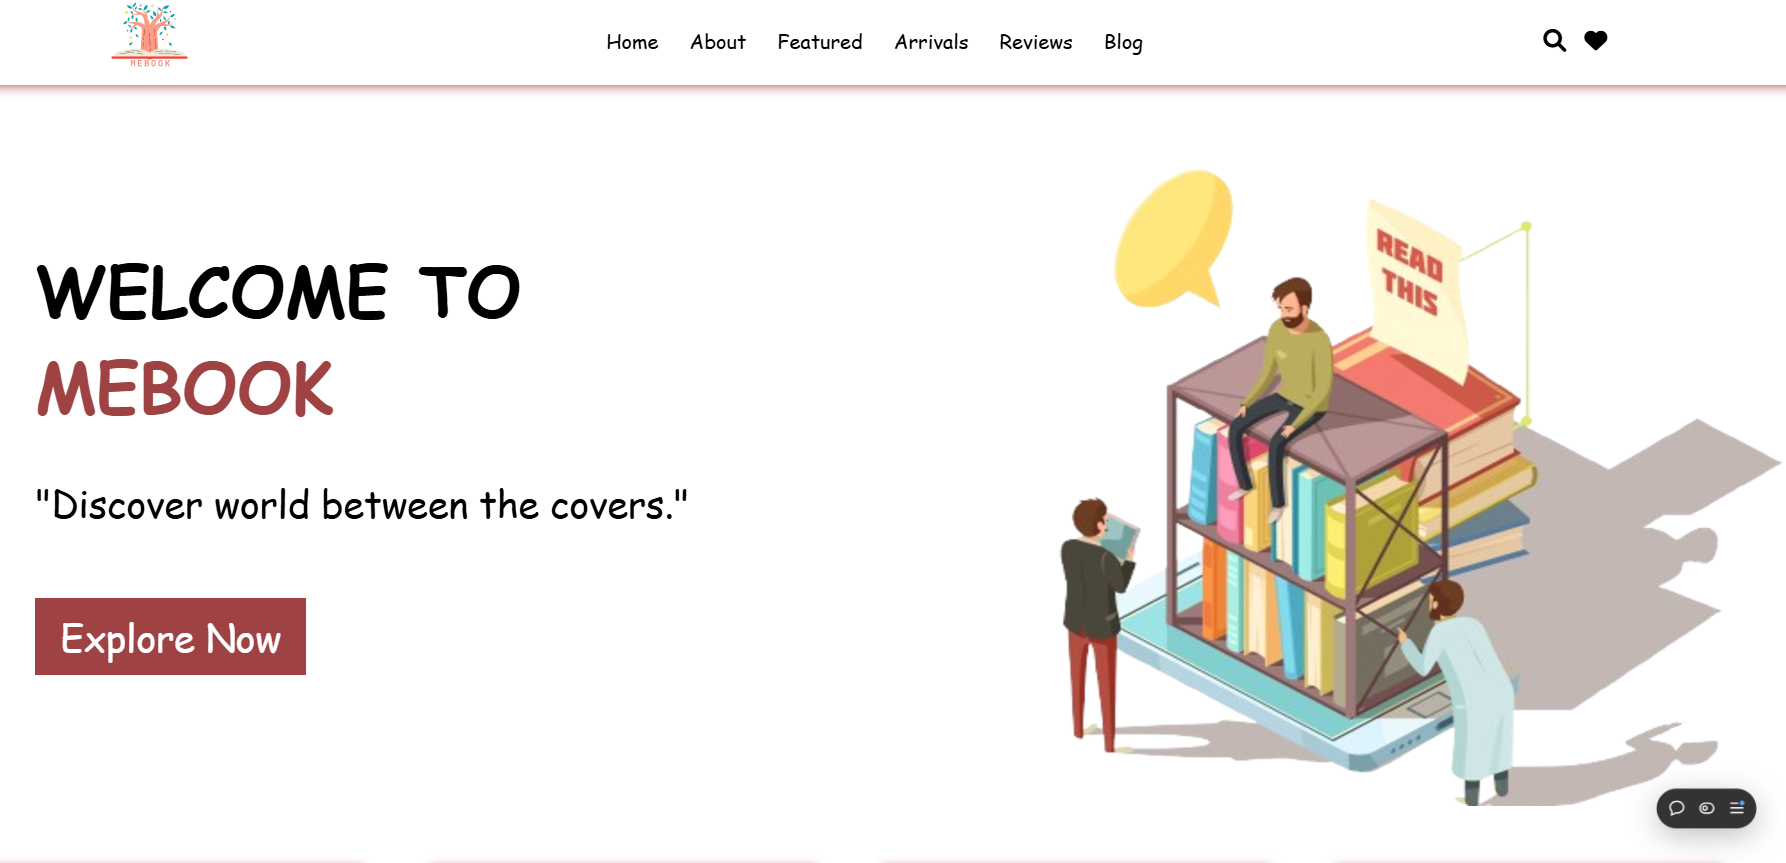 MEBOOK
Home About Featured Arrivals Reviews Blog
WELCOME TO
MEBOOK
"Discover world between the covers."
Explore Now
READ
THIS